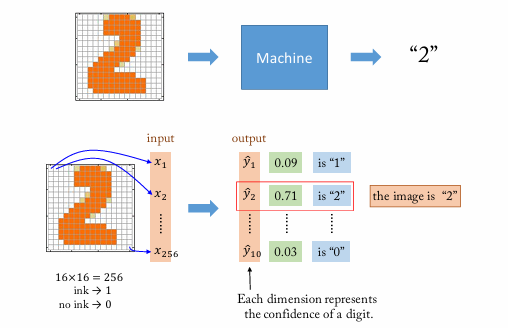 Machine
“2”
input
output
x₁
ŷ₁
0.09
is “1”
x₂
ŷ₂
0.71
is “2”
the image is “2”
⋮
⋮
⋮
⋮
x₂₅₆
ŷ₁₀
0.03
is “0”
16×16 = 256
ink → 1
no ink → 0
Each dimension represents
the confidence of a digit.